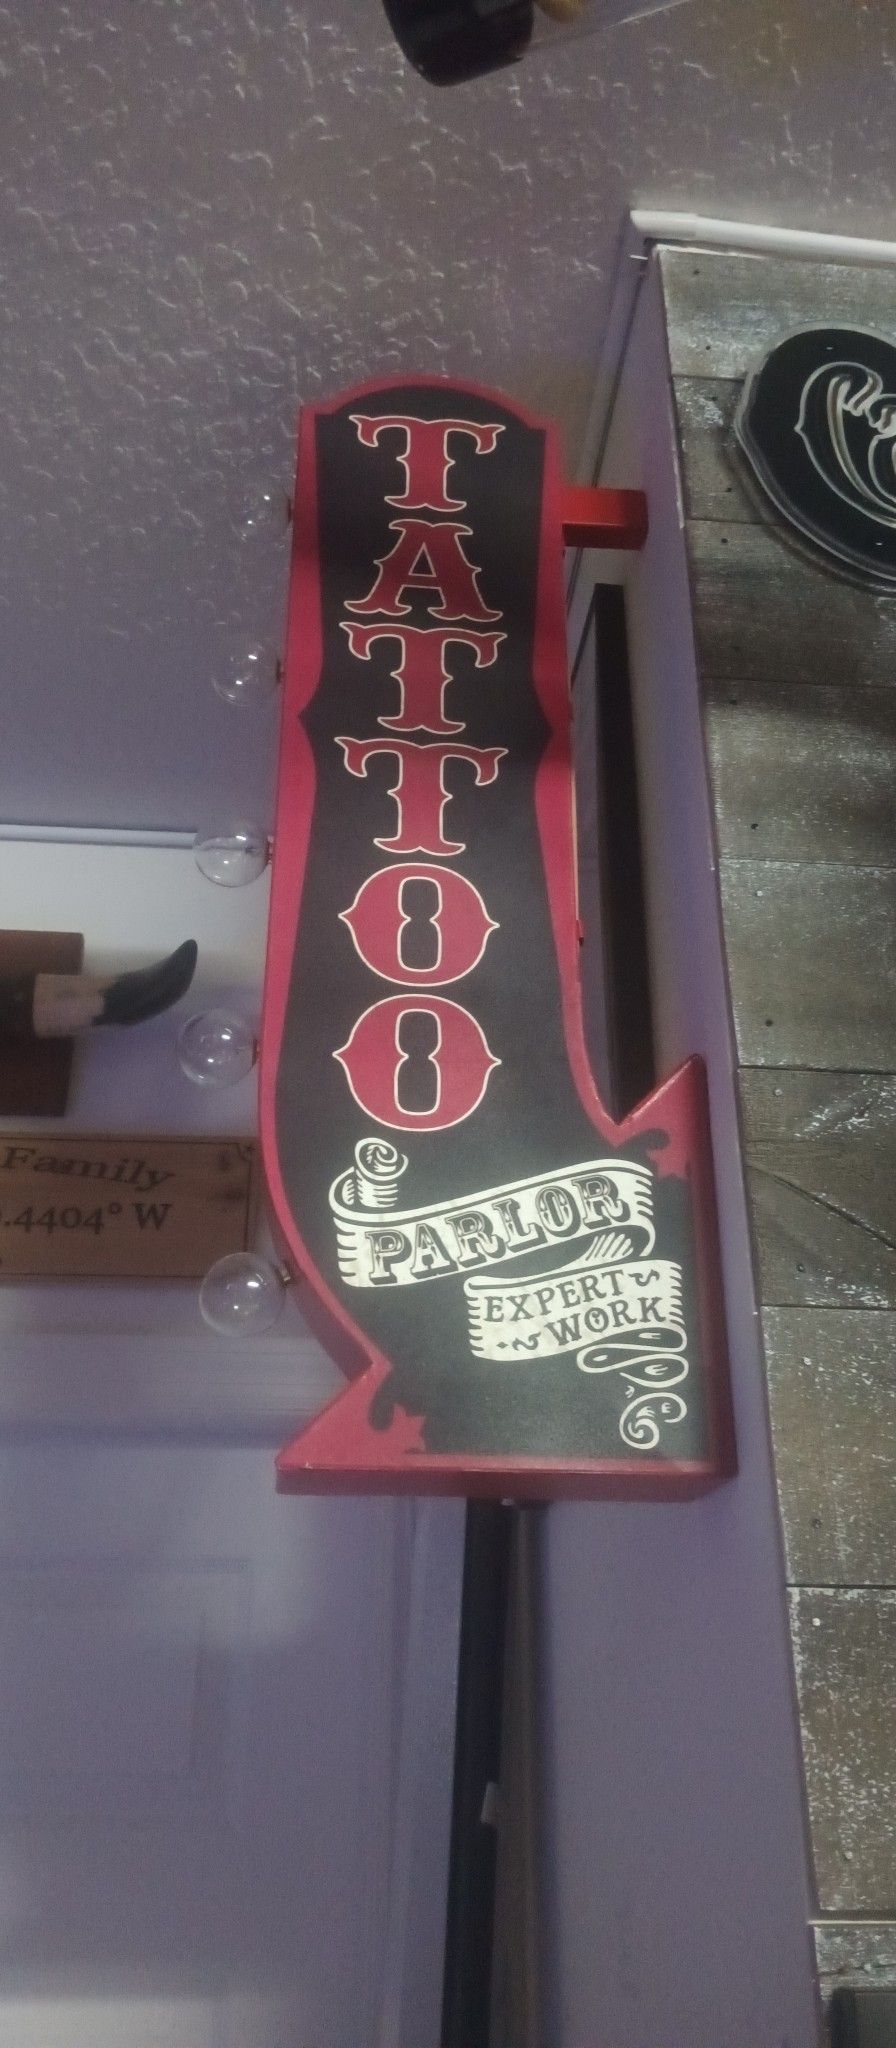 TATTOO
PARLOR
EXPERT
WORK
Family
.4404° W